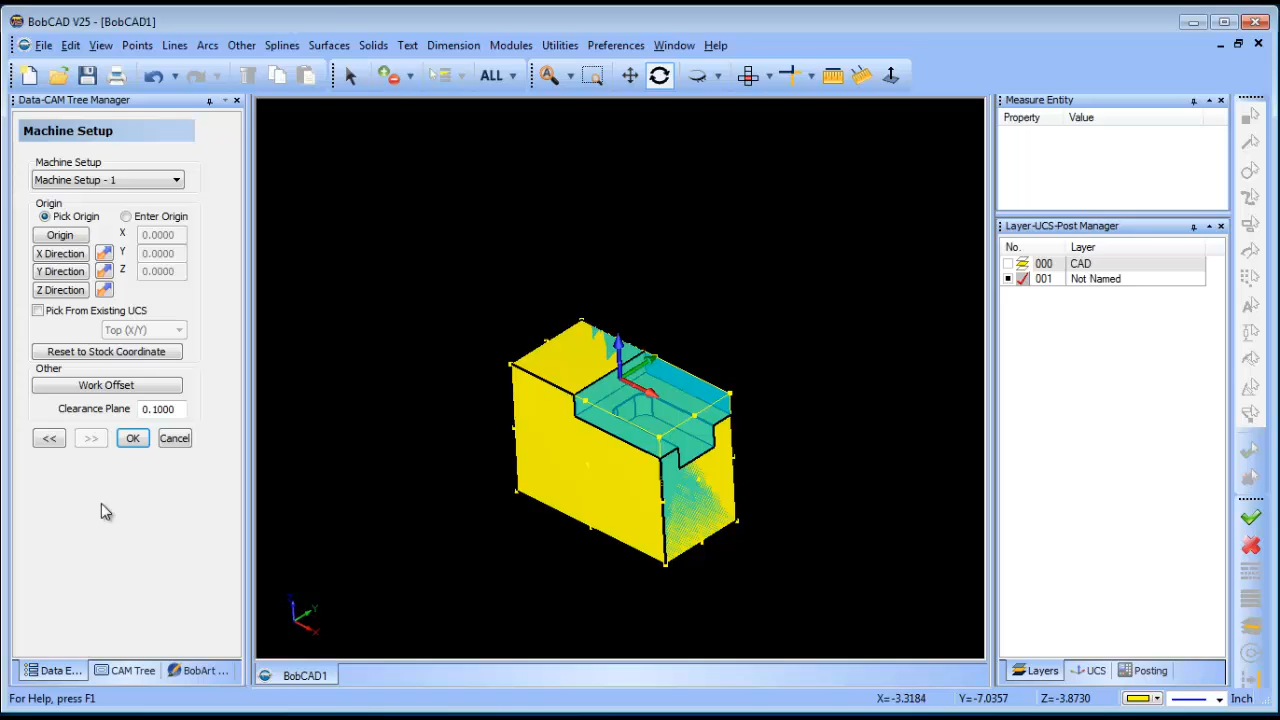 BobCAD V25 - [BobCAD1]
File Edit View Points Lines Arcs Other Splines Surfaces Solids Text Dimension Modules Utilities Preferences Window Help
ALL
Data-CAM Tree Manager
Machine Setup
Machine Setup
Machine Setup - 1
Origin
Pick Origin Enter Origin
Origin X 0.0000
X Direction Y 0.0000
Y Direction Z 0.0000
Z Direction
Pick From Existing UCS
Top (X/Y)
Reset to Stock Coordinate
Other
Work Offset
Clearance Plane 0.1000
<< >> OK Cancel
Data E... CAM Tree BobArt ...
Y
X
BobCAD1
Measure Entity
Property Value
Layer-UCS-Post Manager
No. Layer
000 CAD
001 Not Named
Layers UCS Posting
For Help, press F1
X=-3.3184 Y=-7.0357 Z=-3.8730 Inch